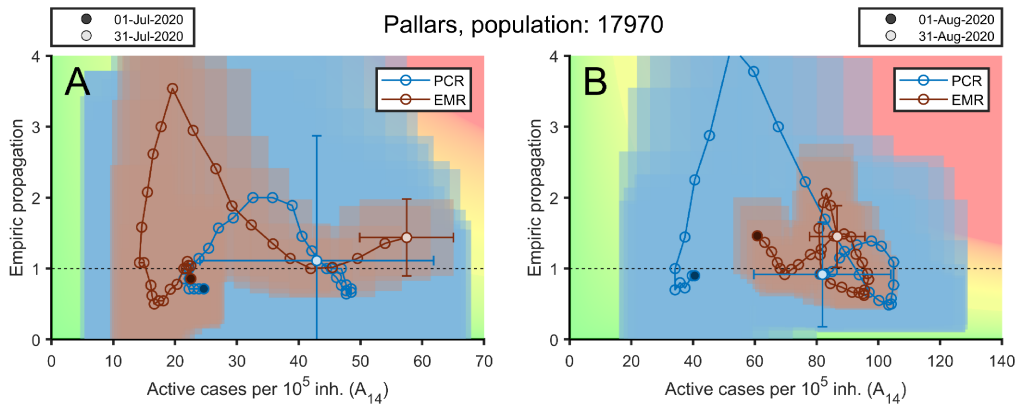 01-Jul-2020
31-Jul-2020
Pallars, population: 17970
01-Aug-2020
31-Aug-2020
A
PCR
EMR
Empiric propagation
4
3
2
1
0
10
20
30
40
50
60
70
Active cases per 10⁵ inh. (A₁₄)
B
PCR
EMR
Empiric propagation
4
3
2
1
0
0
20
40
60
80
100
120
140
Active cases per 10⁵ inh. (A₁₄)